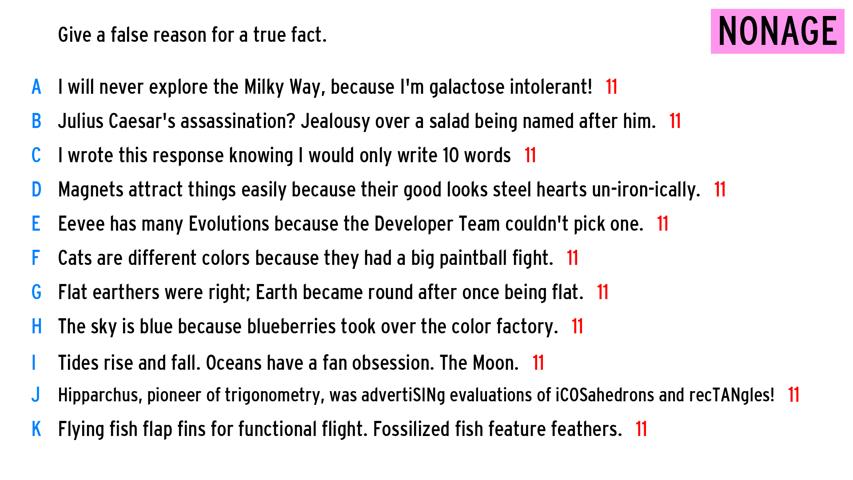 Give a false reason for a true fact.
NONAGE
A I will never explore the Milky Way, because I'm galactose intolerant! 11
B Julius Caesar's assassination? Jealousy over a salad being named after him. 11
C I wrote this response knowing I would only write 10 words 11
D Magnets attract things easily because their good looks steel hearts un-iron-ically. 11
E Eevee has many Evolutions because the Developer Team couldn't pick one. 11
F Cats are different colors because they had a big paintball fight. 11
G Flat earthers were right; Earth became round after once being flat. 11
H The sky is blue because blueberries took over the color factory. 11
I Tides rise and fall. Oceans have a fan obsession. The Moon. 11
J Hipparchus, pioneer of trigonometry, was advertiSINg evaluations of iCOSahedrons and recTANgles! 11
K Flying fish flap fins for functional flight. Fossilized fish feature feathers. 11